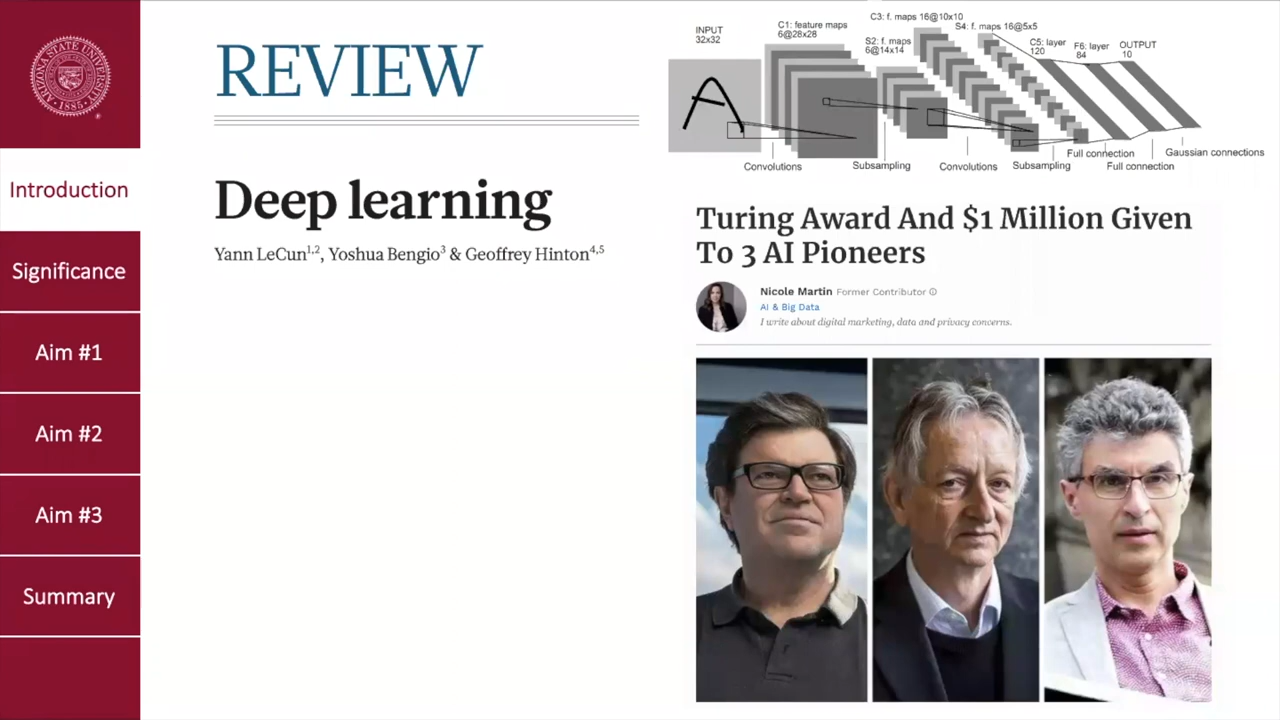 ARIZONA STATE UNIVERSITY
1885
Introduction
Significance
Aim #1
Aim #2
Aim #3
Summary
REVIEW
Deep learning
Yann LeCun1,2, Yoshua Bengio3 & Geoffrey Hinton4,5
INPUT
32x32
C1: feature maps
6@28x28
S2: f. maps
6@14x14
C3: f. maps 16@10x10
S4: f. maps 16@5x5
C5: layer
120
F6: layer
84
OUTPUT
10
A
Convolutions
Subsampling
Convolutions
Subsampling
Full connection
Full connection
Gaussian connections
Turing Award And $1 Million Given
To 3 AI Pioneers
Nicole Martin Former Contributor
AI & Big Data
I write about digital marketing, data and privacy concerns.